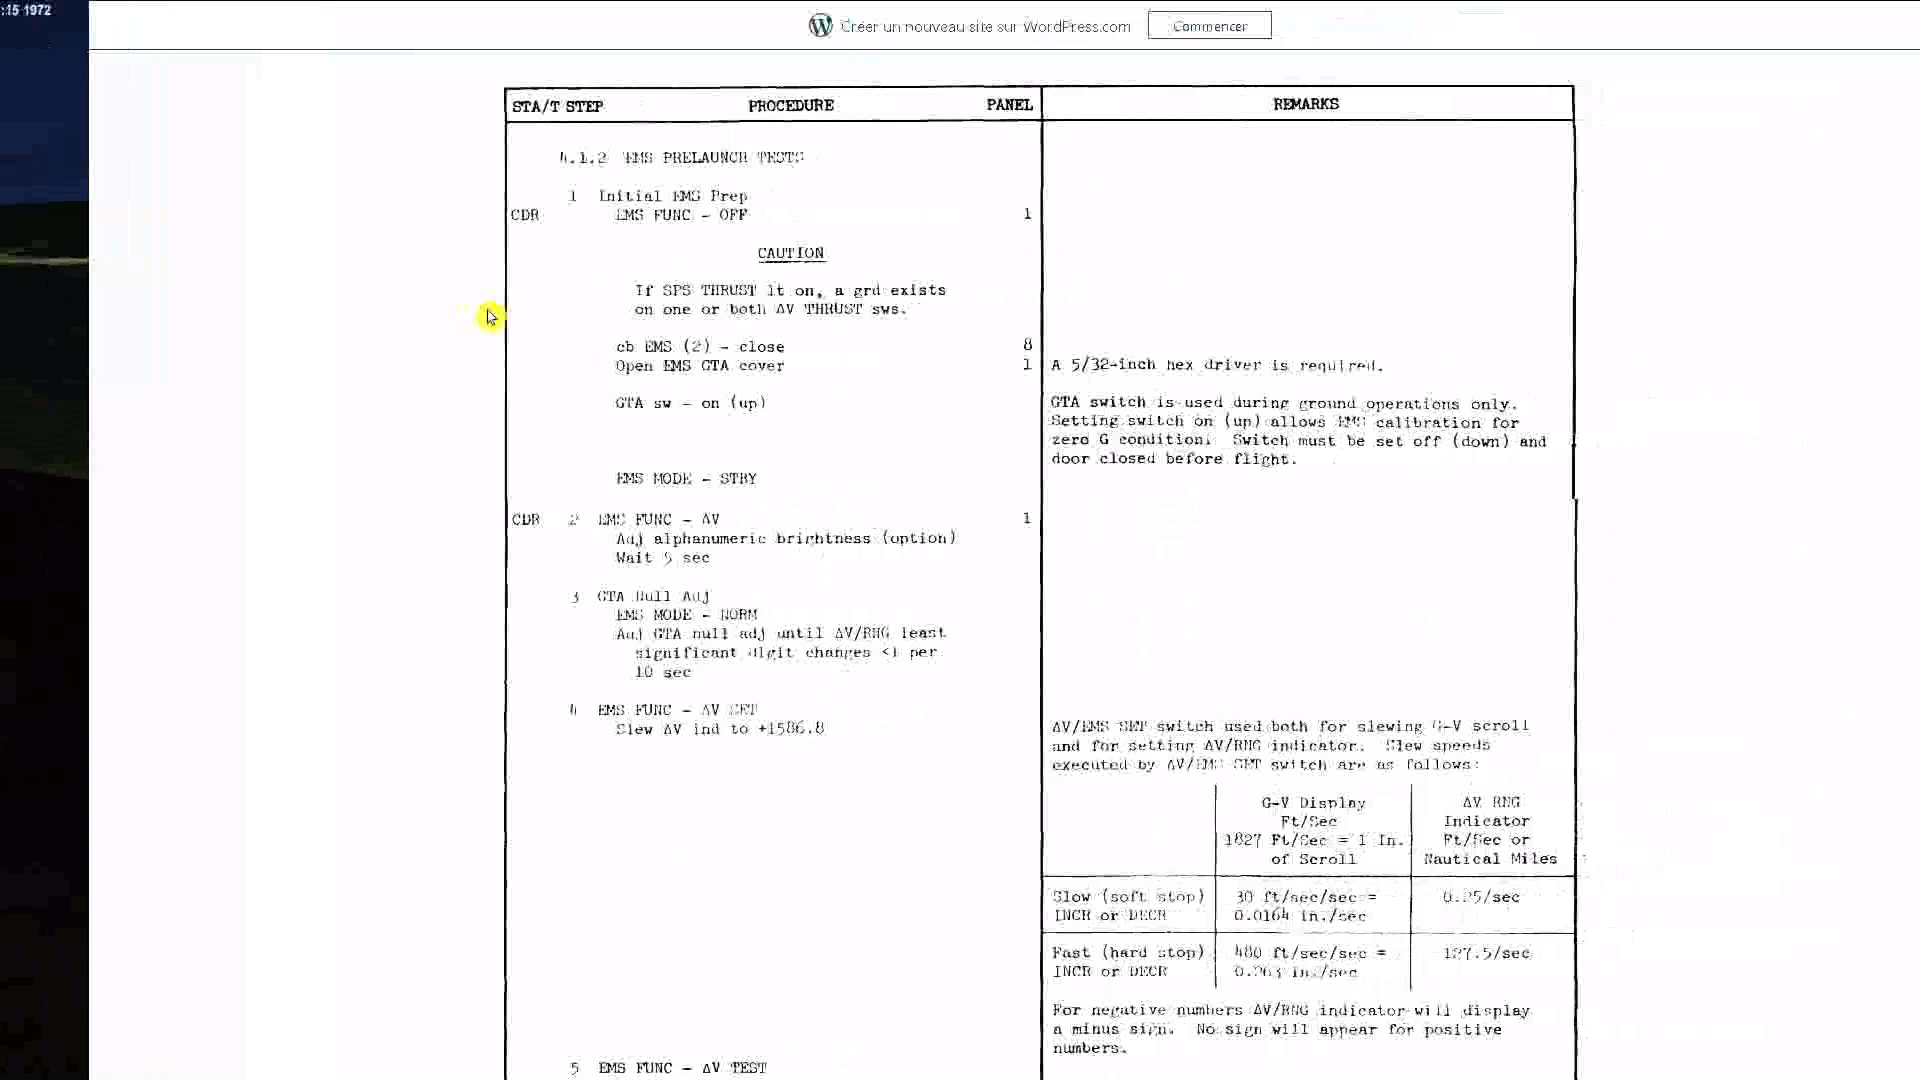 :15 1972
Créer un nouveau site sur WordPress.com Commencer
STA/T STEP PROCEDURE PANEL REMARKS
4.1.2 EMS PRELAUNCH TESTS
1 Initial EMS Prep
CDR EMS FUNC - OFF 1
CAUTION
If SPS THRUST lt on, a grd exists
on one or both ΔV THRUST sws.
cb EMS (2) - close 8
Open EMS GTA cover 1 A 5/32-inch hex driver is required.
GTA sw - on (up) GTA switch is used during ground operations only.
Setting switch on (up) allows EMS calibration for
zero G condition. Switch must be set off (down) and
door closed before flight.
EMS MODE - STBY
CDR 2 EMS FUNC - ΔV 1
Adj alphanumeric brightness (option)
Wait 5 sec
3 GTA Null Adj
EMS MODE - NORM
Adj GTA null adj until ΔV/RNG least
significant digit changes <1 per
10 sec
4 EMS FUNC - ΔV SET
Slew ΔV ind to +1586.8
ΔV/EMS SET switch used both for slewing G-V scroll
and for setting ΔV/RNG indicator. Slew speeds
executed by ΔV/EMS SET switch are as follows:
G-V Display ΔV RNG
Ft/Sec Indicator
1827 Ft/Sec = 1 In. Ft/Sec or
of Scroll Nautical Miles
Slow (soft stop) 30 ft/sec/sec = 0.25/sec
INCR or DECR 0.0164 in./sec
Fast (hard stop) 480 ft/sec/sec = 127.5/sec
INCR or DECR 0.263 in./sec
For negative numbers ΔV/RNG indicator will display
a minus sign. No sign will appear for positive
numbers.
5 EMS FUNC - ΔV TEST